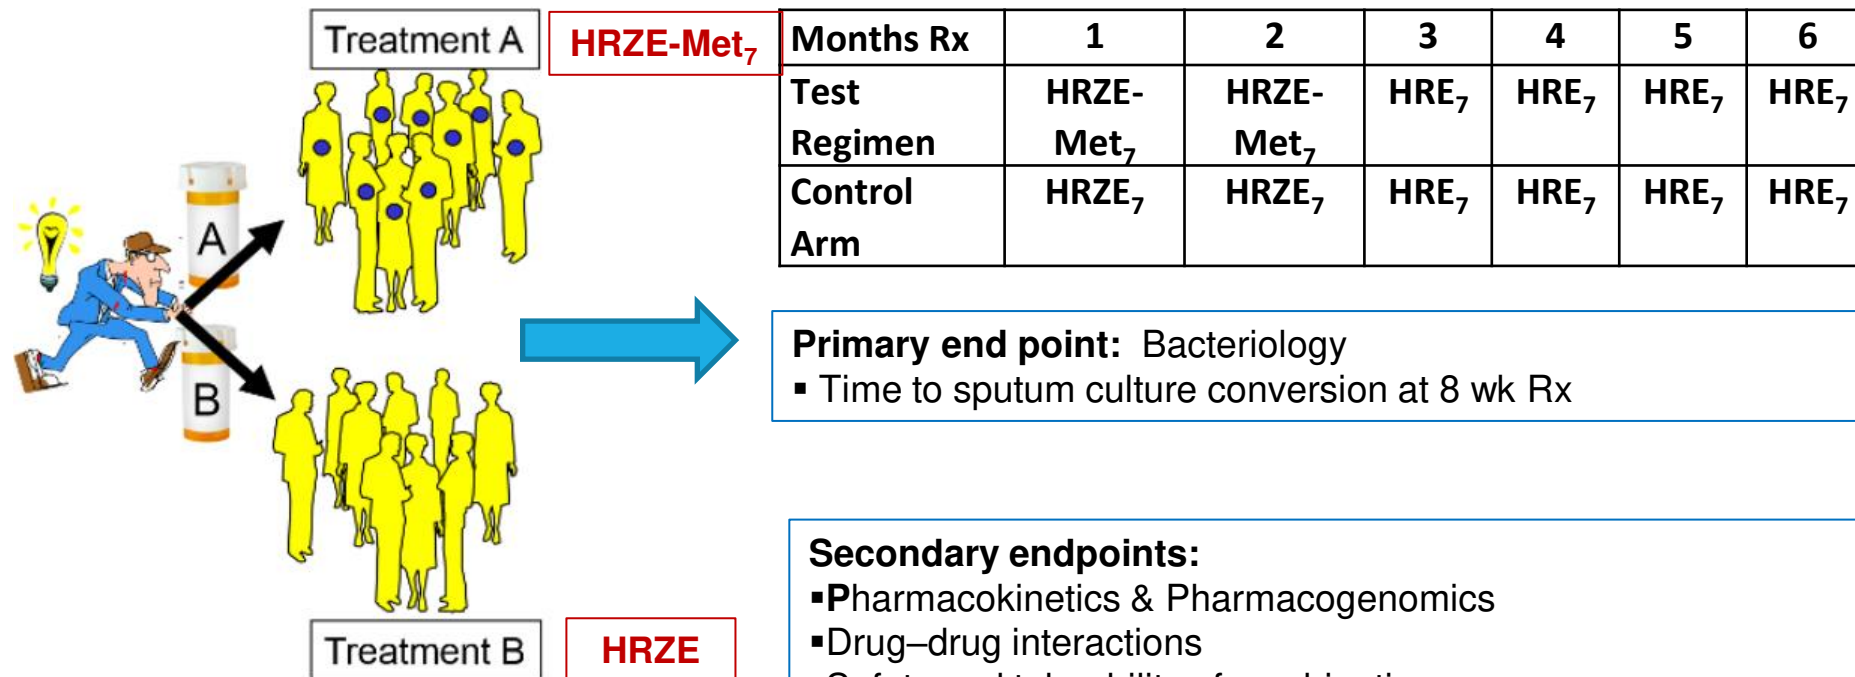 Treatment A
HRZE-Met₇
Months Rx 1 2 3 4 5 6
Test Regimen HRZE-Met₇ HRZE-Met₇ HRE₇ HRE₇ HRE₇ HRE₇
Control Arm HRZE₇ HRZE₇ HRE₇ HRE₇ HRE₇ HRE₇
A
B
Primary end point: Bacteriology
▪ Time to sputum culture conversion at 8 wk Rx
Treatment B
HRZE
Secondary endpoints:
▪Pharmacokinetics & Pharmacogenomics
▪Drug–drug interactions